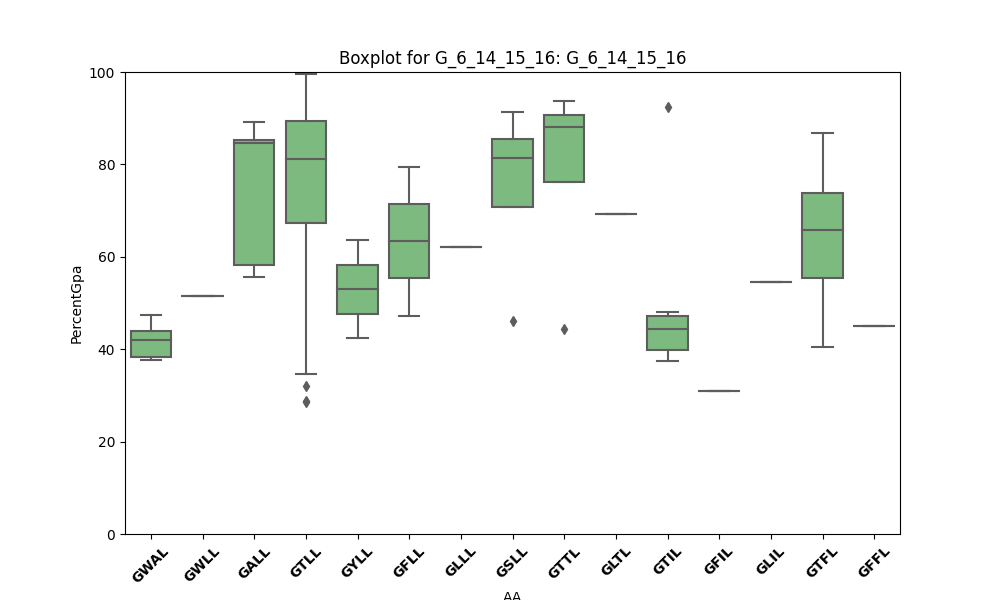 Boxplot for G_6_14_15_16: G_6_14_15_16
PercentGpa
100
80
60
40
20
0
GWAL GWLL GALL GTLL GYLL GFLL GLLL GSLL GTTL GLTL GTIL GFIL GLIL GTFL GFFL
AA